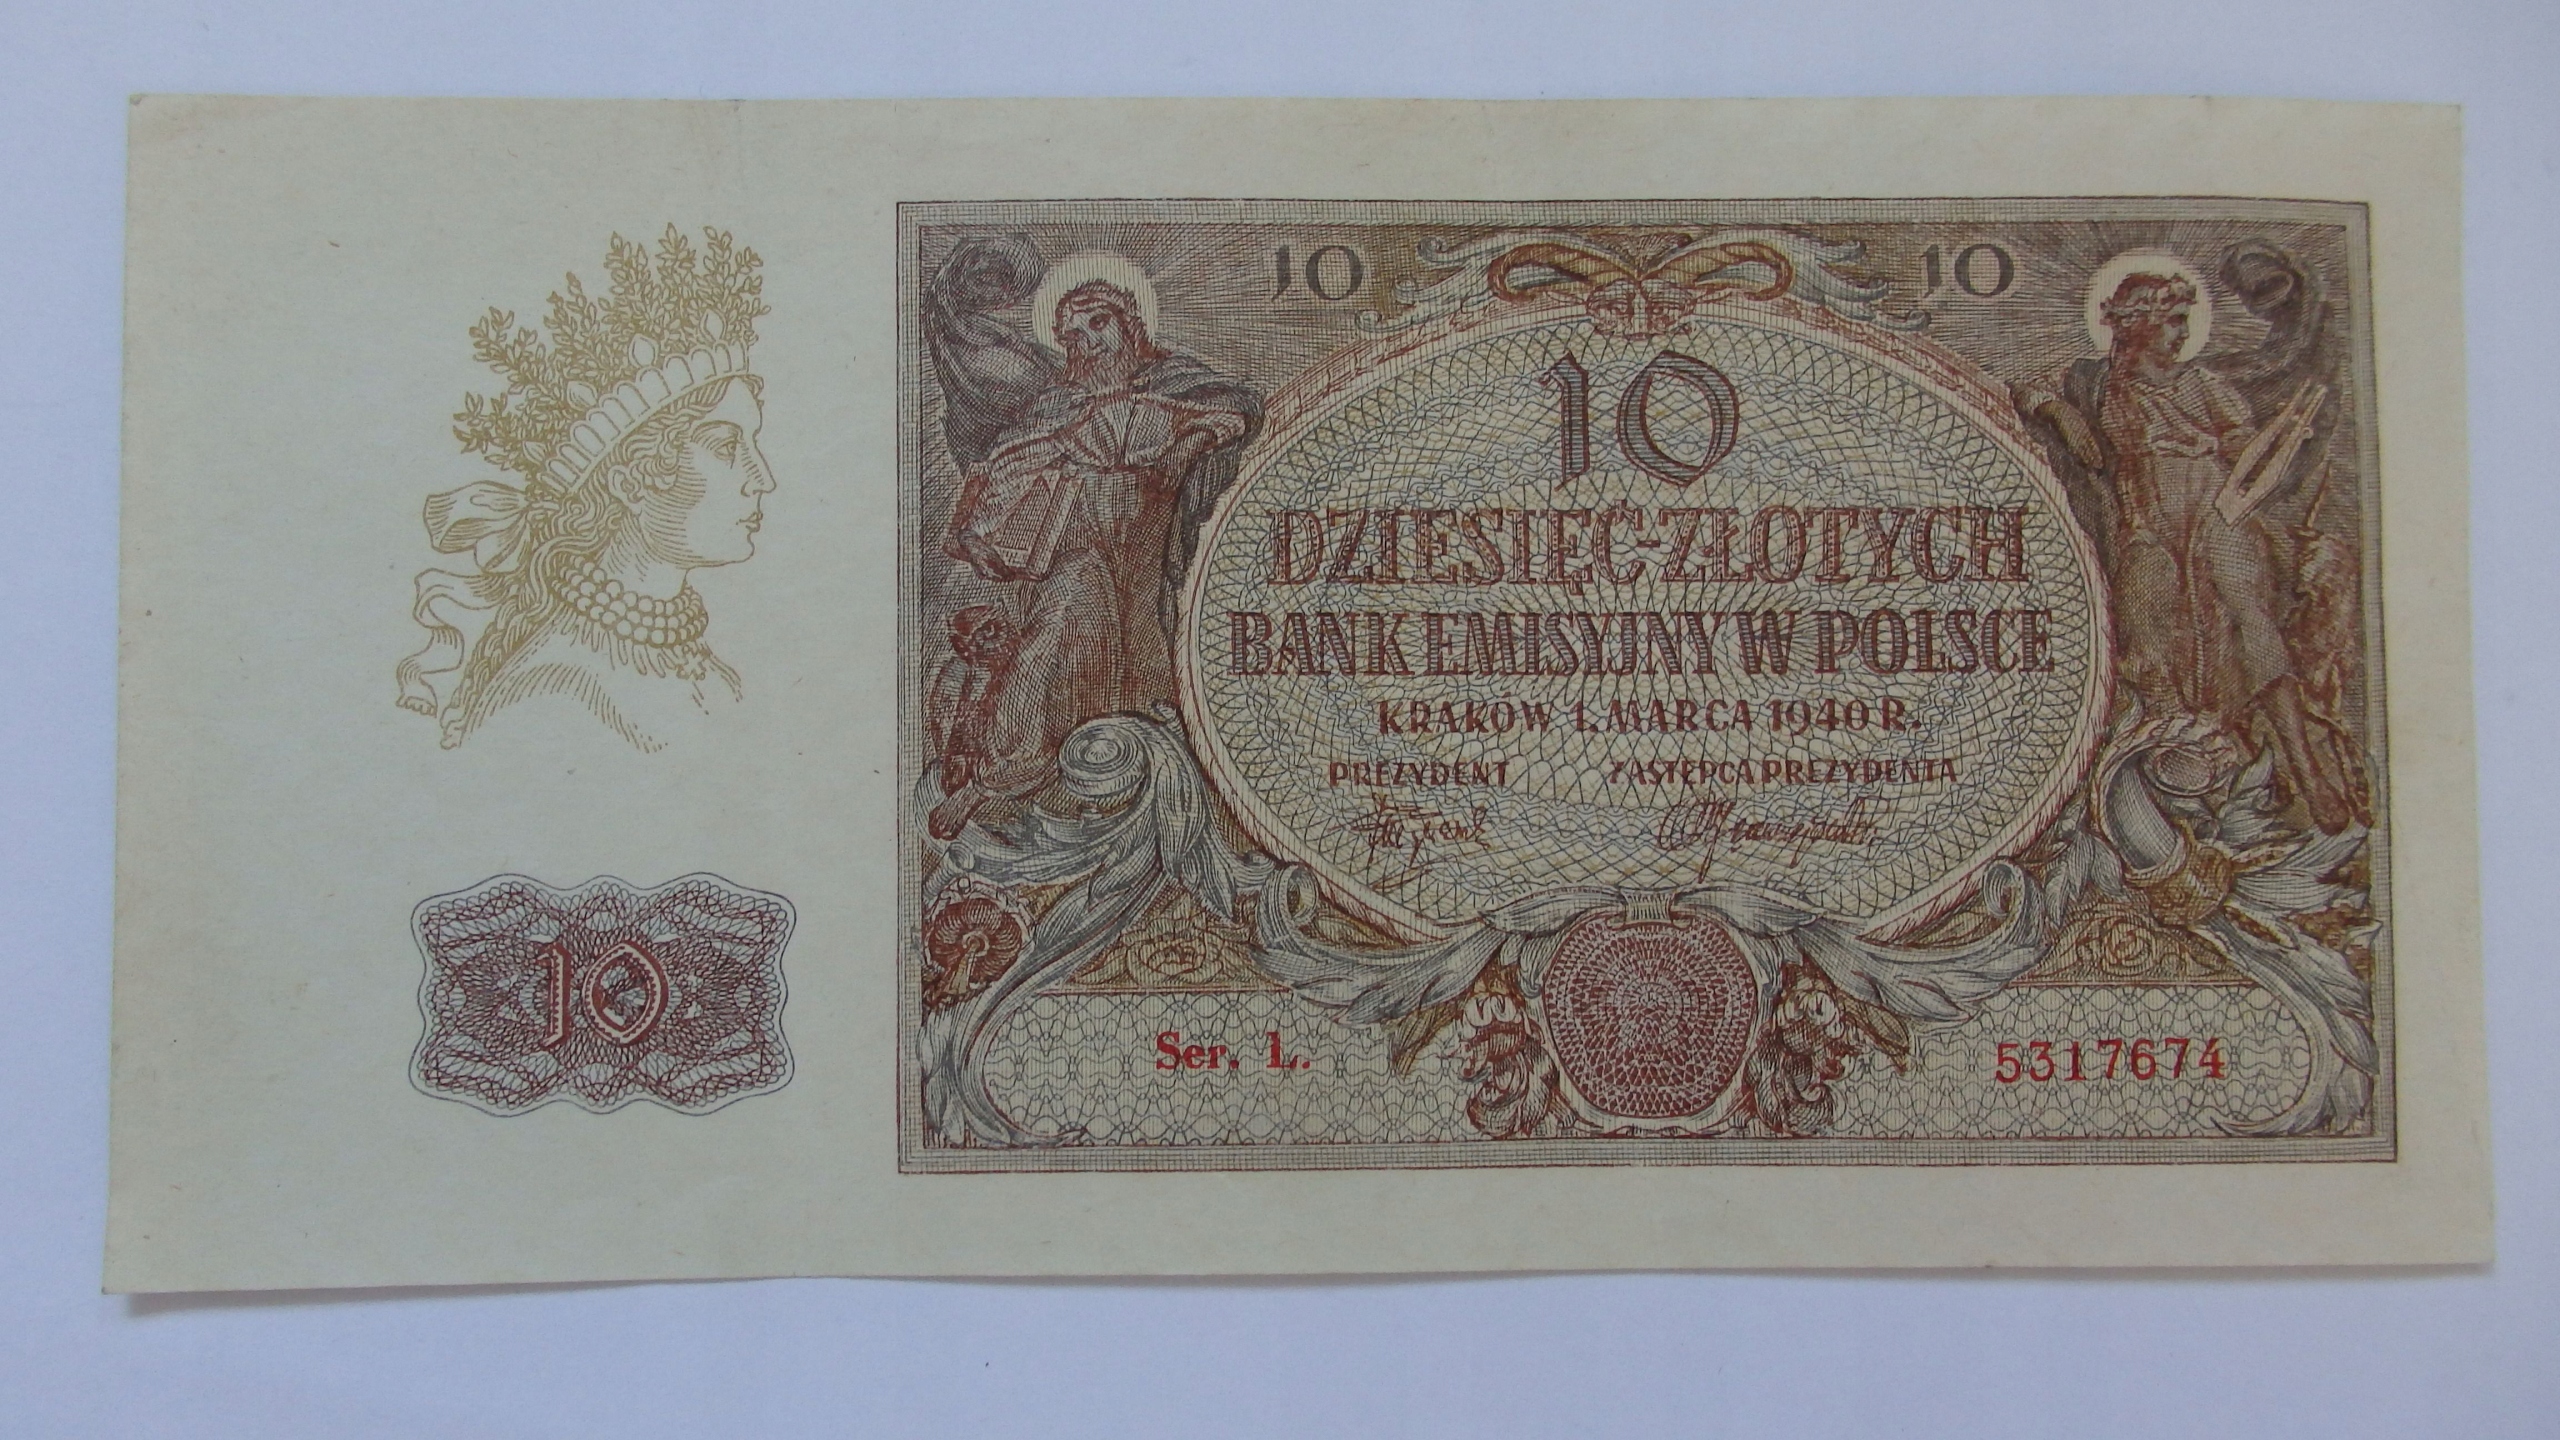 10 10
10
DZIESIĘĆ-ZŁOTYCH
BANK EMISYJNY W POLSCE
KRAKÓW 1. MARCA 1940 R.
PREZYDENT ZASTĘPCA PREZYDENTA
10
Ser. L. 5317674